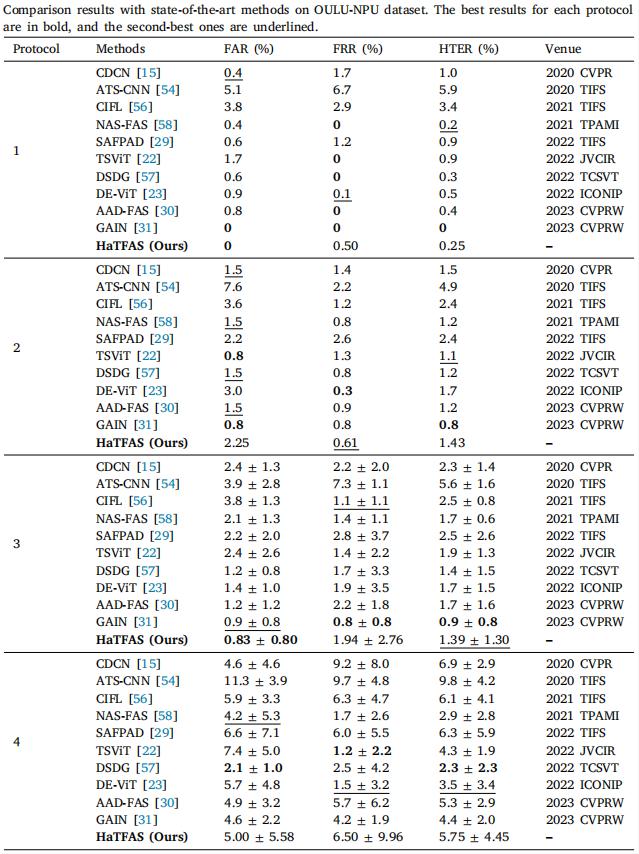 Comparison results with state-of-the-art methods on OULU-NPU dataset. The best results for each protocol
are in bold, and the second-best ones are underlined.
Protocol Methods FAR (%) FRR (%) HTER (%) Venue
1
CDCN [15] 0.4 1.7 1.0 2020 CVPR
ATS-CNN [54] 5.1 6.7 5.9 2020 TIFS
CIFL [56] 3.8 2.9 3.4 2021 TIFS
NAS-FAS [58] 0.4 0 0.2 2021 TPAMI
SAFPAD [29] 0.6 1.2 0.9 2022 TIFS
TSViT [22] 1.7 0 0.9 2022 JVCIR
DSDG [57] 0.6 0 0.3 2022 TCSVT
DE-ViT [23] 0.9 0.1 0.5 2022 ICONIP
AAD-FAS [30] 0.8 0 0.4 2023 CVPRW
GAIN [31] 0 0 0 2023 CVPRW
HaTFAS (Ours) 0 0.50 0.25 –
2
CDCN [15] 1.5 1.4 1.5 2020 CVPR
ATS-CNN [54] 7.6 2.2 4.9 2020 TIFS
CIFL [56] 3.6 1.2 2.4 2021 TIFS
NAS-FAS [58] 1.5 0.8 1.2 2021 TPAMI
SAFPAD [29] 2.2 2.6 2.4 2022 TIFS
TSViT [22] 0.8 1.3 1.1 2022 JVCIR
DSDG [57] 1.5 0.8 1.2 2022 TCSVT
DE-ViT [23] 3.0 0.3 1.7 2022 ICONIP
AAD-FAS [30] 1.5 0.9 1.2 2023 CVPRW
GAIN [31] 0.8 0.8 0.8 2023 CVPRW
HaTFAS (Ours) 2.25 0.61 1.43 –
3
CDCN [15] 2.4 ± 1.3 2.2 ± 2.0 2.3 ± 1.4 2020 CVPR
ATS-CNN [54] 3.9 ± 2.8 7.3 ± 1.1 5.6 ± 1.6 2020 TIFS
CIFL [56] 3.8 ± 1.3 1.1 ± 1.1 2.5 ± 0.8 2021 TIFS
NAS-FAS [58] 2.1 ± 1.3 1.4 ± 1.1 1.7 ± 0.6 2021 TPAMI
SAFPAD [29] 2.2 ± 2.0 2.8 ± 3.7 2.5 ± 2.6 2022 TIFS
TSViT [22] 2.4 ± 2.6 1.4 ± 2.2 1.9 ± 1.3 2022 JVCIR
DSDG [57] 1.2 ± 0.8 1.7 ± 3.3 1.4 ± 1.5 2022 TCSVT
DE-ViT [23] 1.4 ± 1.0 1.9 ± 3.5 1.7 ± 1.5 2022 ICONIP
AAD-FAS [30] 1.2 ± 1.2 2.2 ± 1.8 1.7 ± 1.6 2023 CVPRW
GAIN [31] 0.9 ± 0.8 0.8 ± 0.8 0.9 ± 0.8 2023 CVPRW
HaTFAS (Ours) 0.83 ± 0.80 1.94 ± 2.76 1.39 ± 1.30 –
4
CDCN [15] 4.6 ± 4.6 9.2 ± 8.0 6.9 ± 2.9 2020 CVPR
ATS-CNN [54] 11.3 ± 3.9 9.7 ± 4.8 9.8 ± 4.2 2020 TIFS
CIFL [56] 5.9 ± 3.3 6.3 ± 4.7 6.1 ± 4.1 2021 TIFS
NAS-FAS [58] 4.2 ± 5.3 1.7 ± 2.6 2.9 ± 2.8 2021 TPAMI
SAFPAD [29] 6.6 ± 7.1 6.0 ± 5.5 6.3 ± 5.9 2022 TIFS
TSViT [22] 7.4 ± 5.0 1.2 ± 2.2 4.3 ± 1.9 2022 JVCIR
DSDG [57] 2.1 ± 1.0 2.5 ± 4.2 2.3 ± 2.3 2022 TCSVT
DE-ViT [23] 5.7 ± 4.8 1.5 ± 3.2 3.5 ± 3.4 2022 ICONIP
AAD-FAS [30] 4.9 ± 3.2 5.7 ± 6.2 5.3 ± 2.9 2023 CVPRW
GAIN [31] 4.6 ± 2.2 4.2 ± 1.9 4.4 ± 2.0 2023 CVPRW
HaTFAS (Ours) 5.00 ± 5.58 6.50 ± 9.96 5.75 ± 4.45 –